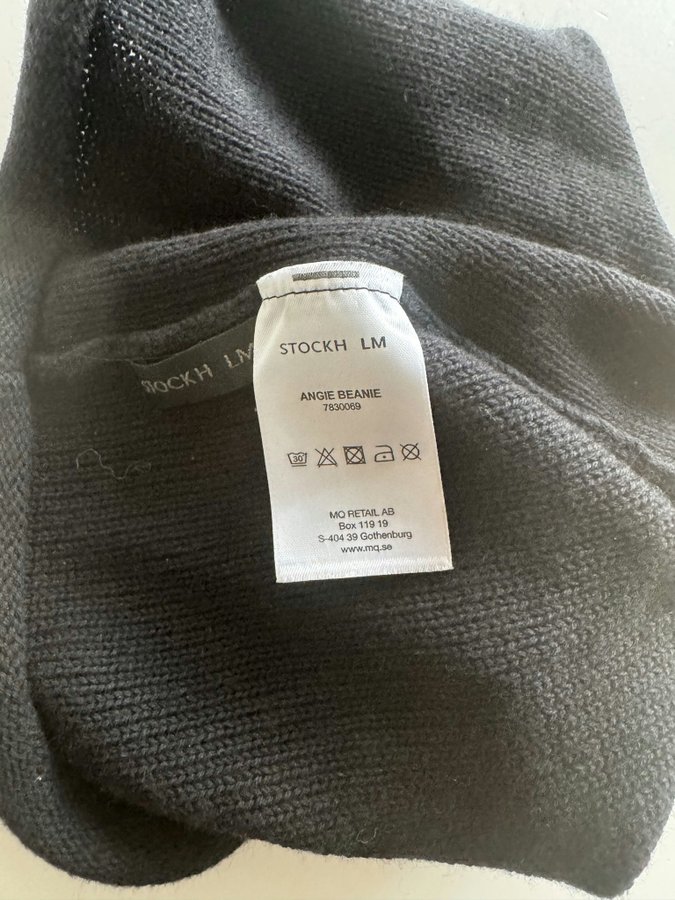 STOCKH LM
STOCKH LM
ANGIE BEANIE
7830069
30
MQ RETAIL AB
Box 119 19
S-404 39 Gothenburg
www.mq.se